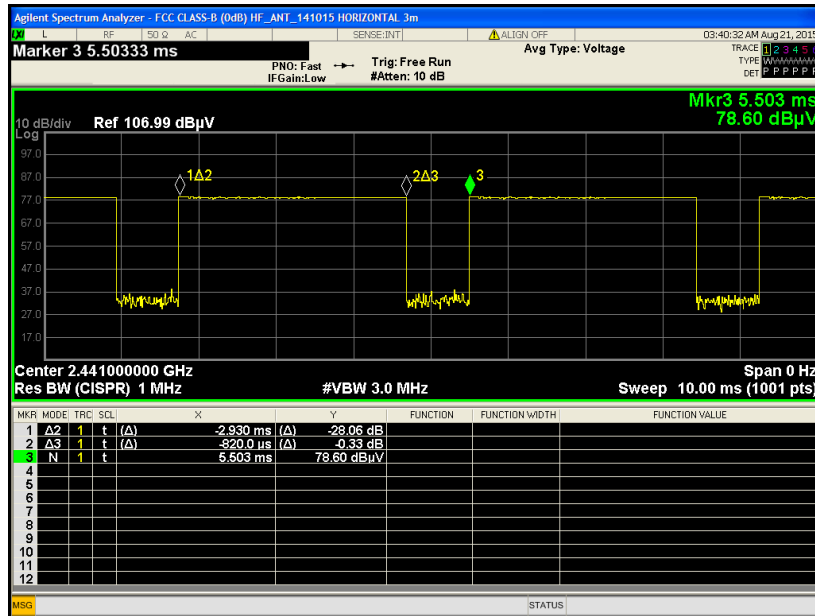 Agilent Spectrum Analyzer - FCC CLASS-B (0dB) HF_ANT_141015 HORIZONTAL 3m
LXI L RF 50 Ω AC SENSE:INT ALIGN OFF 03:40:32 AM Aug 21, 2015
Marker 3 5.50333 ms
Avg Type: Voltage
TRACE 1 2 3 4 5 6
PNO: Fast Trig: Free Run
TYPE W
IFGain:Low #Atten: 10 dB
DET P P P P P P
Mkr3 5.503 ms
10 dB/div Ref 106.99 dBµV 78.60 dBµV
Log
97.0
87.0
1Δ2 2Δ3 3
77.0
67.0
57.0
47.0
37.0
27.0
17.0
Center 2.441000000 GHz Span 0 Hz
Res BW (CISPR) 1 MHz #VBW 3.0 MHz Sweep 10.00 ms (1001 pts)
MKR MODE TRC SCL X Y FUNCTION FUNCTION WIDTH FUNCTION VALUE
1 Δ2 1 t (Δ) -2.930 ms (Δ) -28.06 dB
2 Δ3 1 t (Δ) -820.0 µs (Δ) -0.33 dB
3 N 1 t 5.503 ms 78.60 dBµV
4
5
6
7
8
9
10
11
12
MSG STATUS